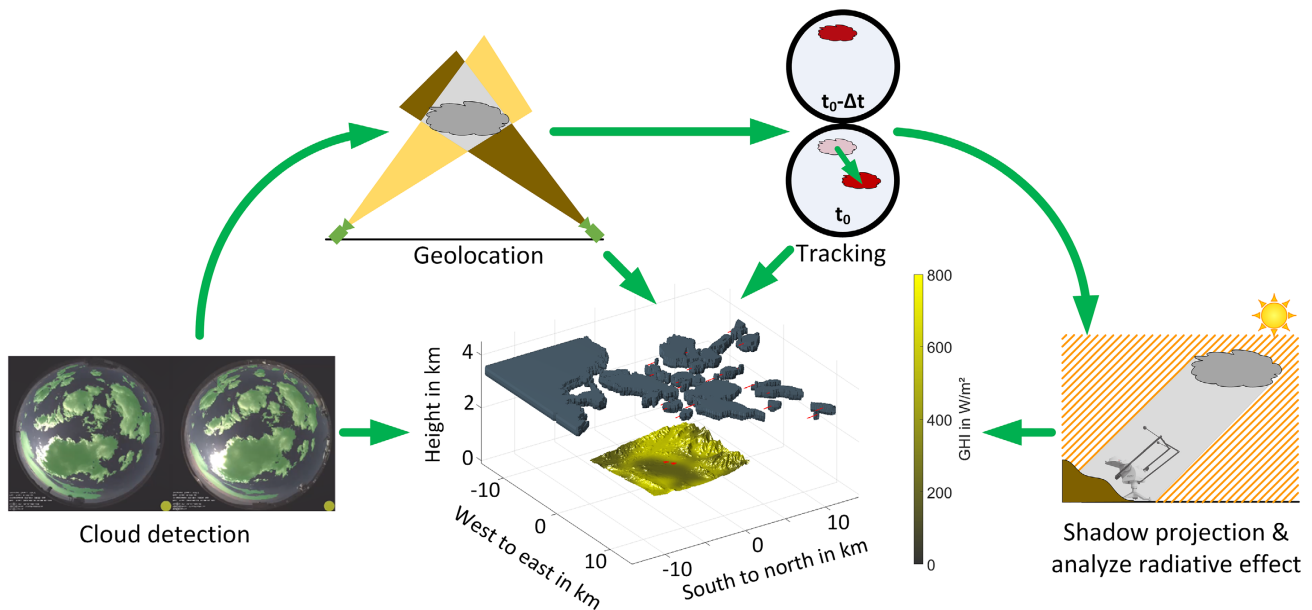 t₀-Δt
t₀
Geolocation
Tracking
800
600
400
200
0
GHI in W/m²
4
2
0
Height in km
-10
0
10
West to east in km
-10
0
10
South to north in km
Cloud detection
Shadow projection &
analyze radiative effect